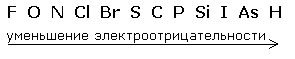 F O N Cl Br S C P Si I As H
уменьшение электроотрицательности